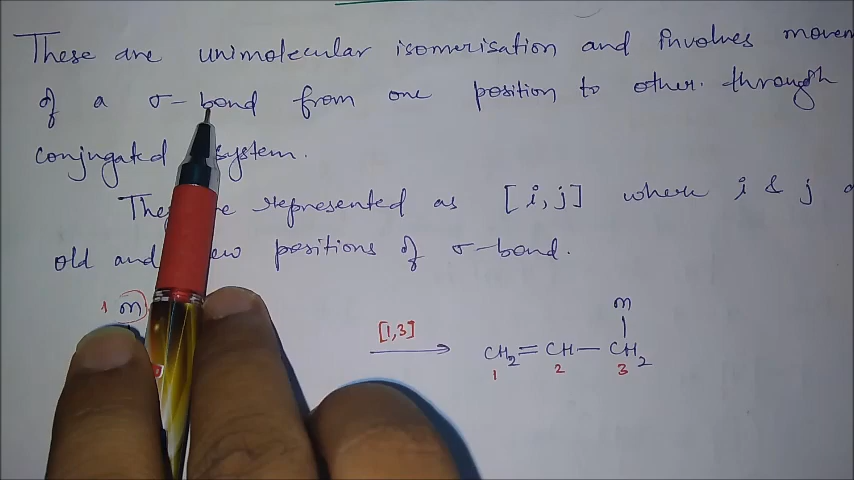 These are unimolecular isomerisation and involves movem
of a σ-bond from one position to other. through
conjugated system.
They are represented as [i,j] where i & j a
old and new positions of σ-bond.
1 m
[1,3]
m
CH2=CH-CH2
1 2 3